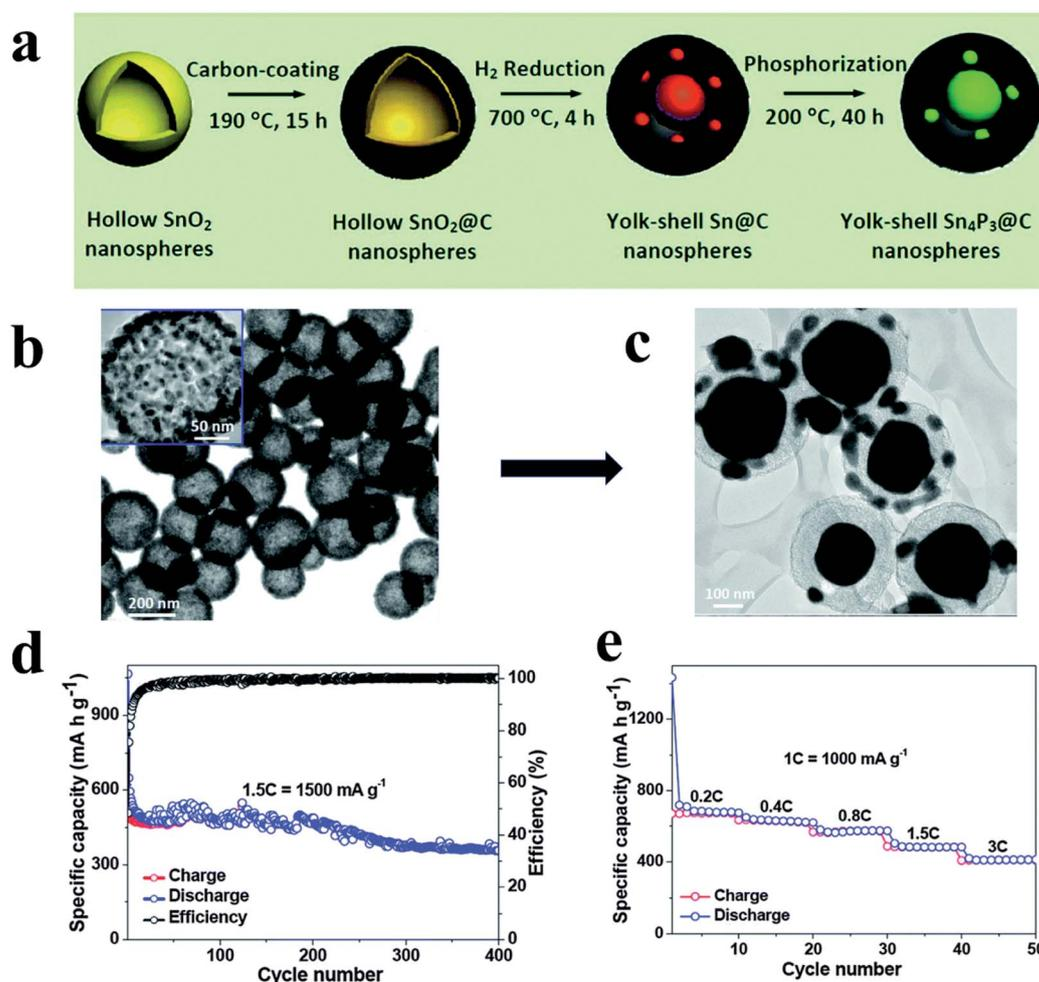 a
Carbon-coating
190 °C, 15 h
H₂ Reduction
700 °C, 4 h
Phosphorization
200 °C, 40 h
Hollow SnO₂
nanospheres
Hollow SnO₂@C
nanospheres
Yolk-shell Sn@C
nanospheres
Yolk-shell Sn₄P₃@C
nanospheres
b
50 nm
200 nm
c
100 nm
d
Specific capacity (mA h g⁻¹)
900
600
300
0
1.5C = 1500 mA g⁻¹
Charge
Discharge
Efficiency
100
80
60
40
20
0
Efficiency (%)
0
100
200
300
400
Cycle number
e
Specific capacity (mA h g⁻¹)
1200
800
400
0
1C = 1000 mA g⁻¹
0.2C
0.4C
0.8C
1.5C
3C
Charge
Discharge
10
20
30
40
50
Cycle number